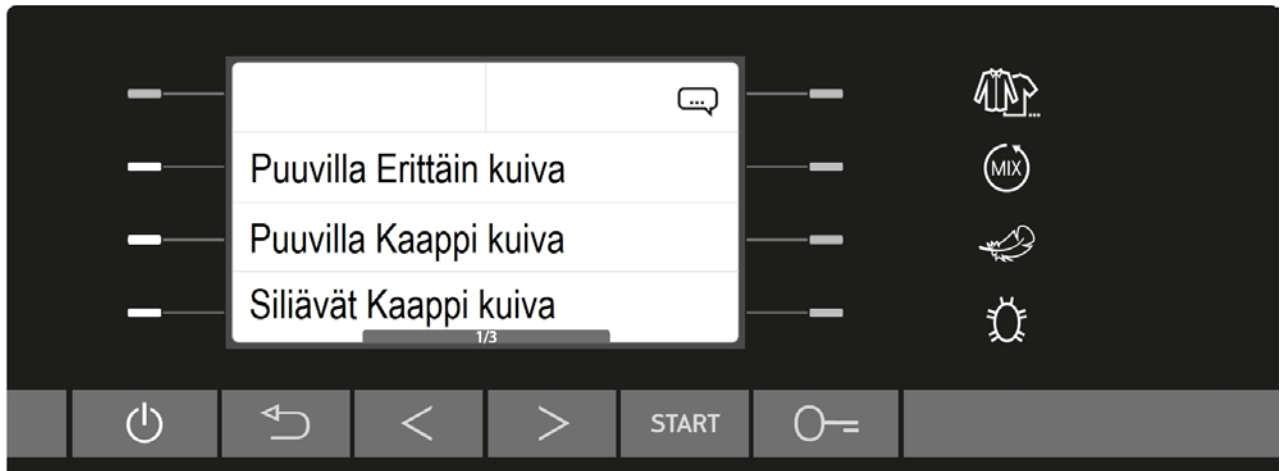 ...
...
Puuvilla Erittäin kuiva
MIX
Puuvilla Kaappi kuiva
Siliävät Kaappi kuiva
1/3
START